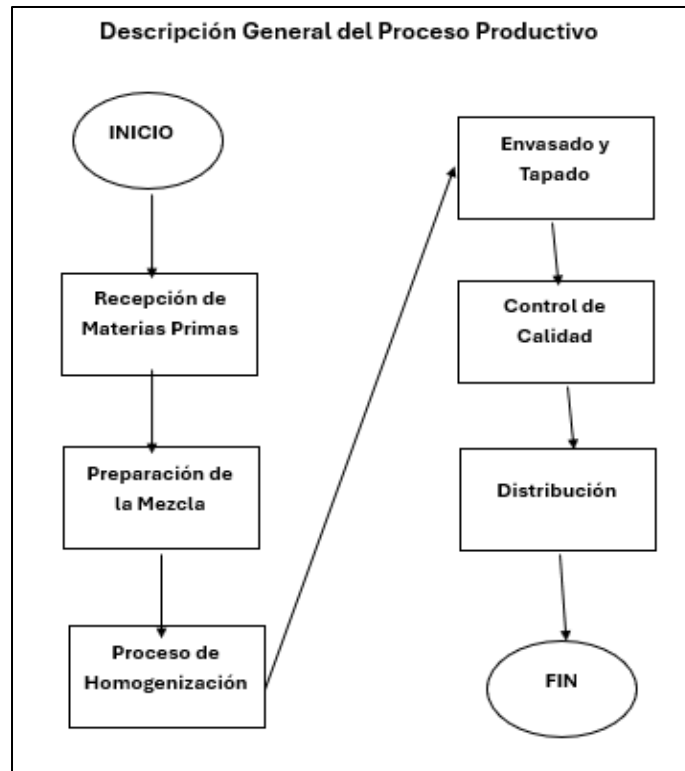 Descripción General del Proceso Productivo
INICIO
Recepción de
Materias Primas
Preparación de
la Mezcla
Proceso de
Homogenización
Envasado y
Tapado
Control de
Calidad
Distribución
FIN